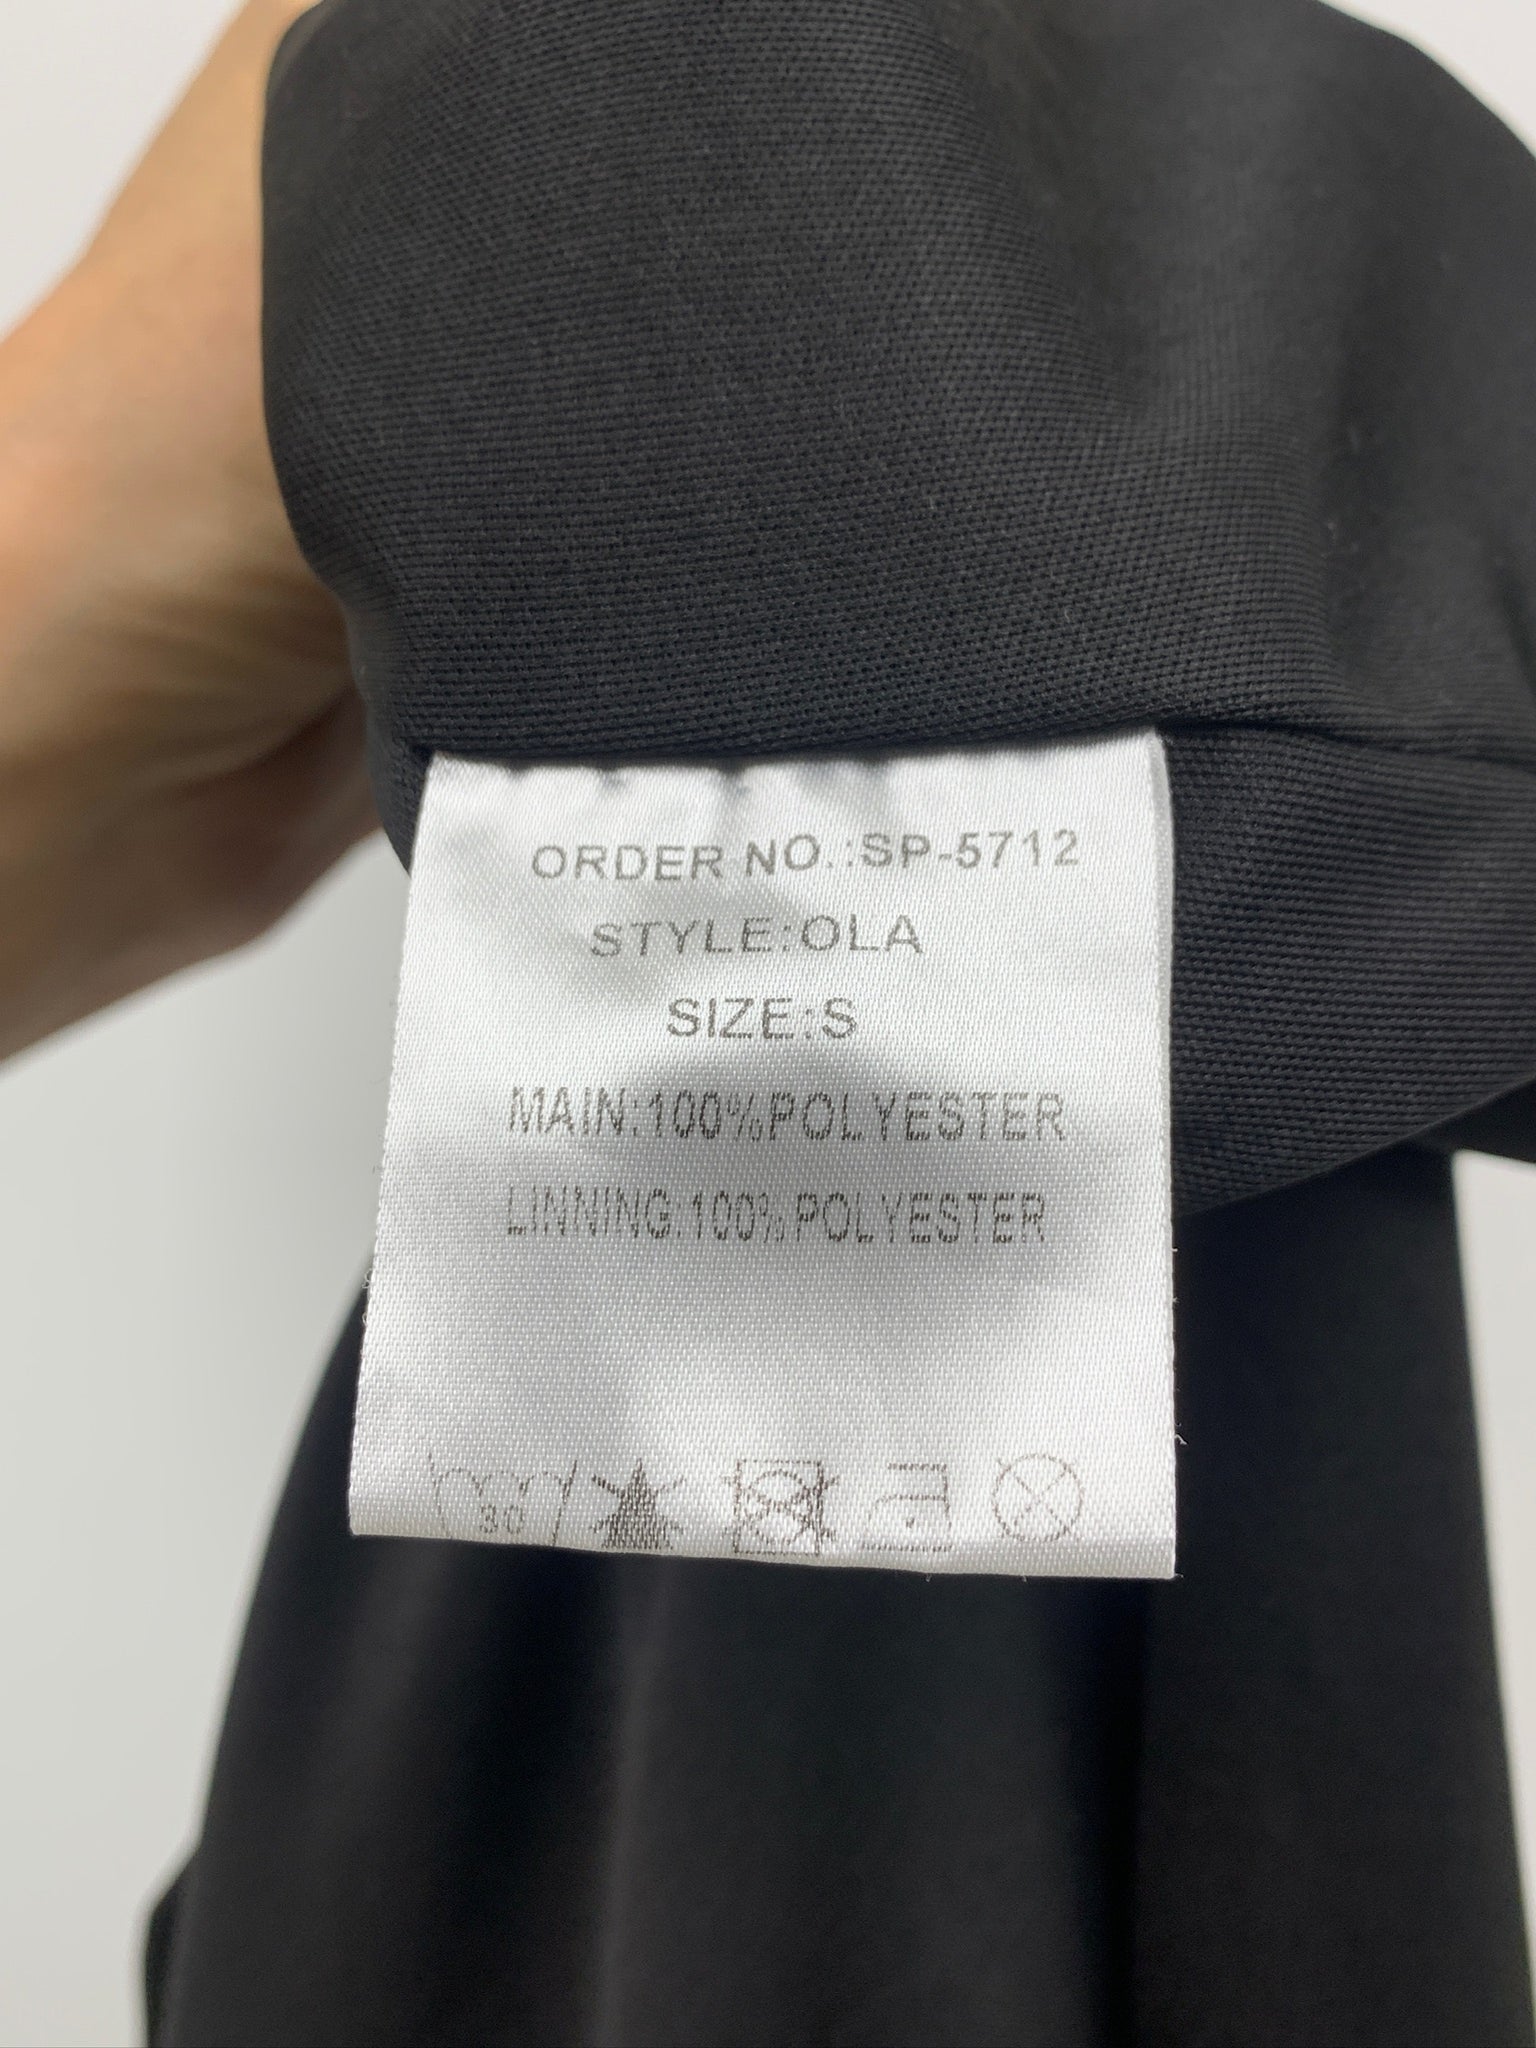 ORDER NO.:SP-5712
STYLE:OLA
SIZE:S
MAIN:100%POLYESTER
LINNING:100%POLYESTER
30